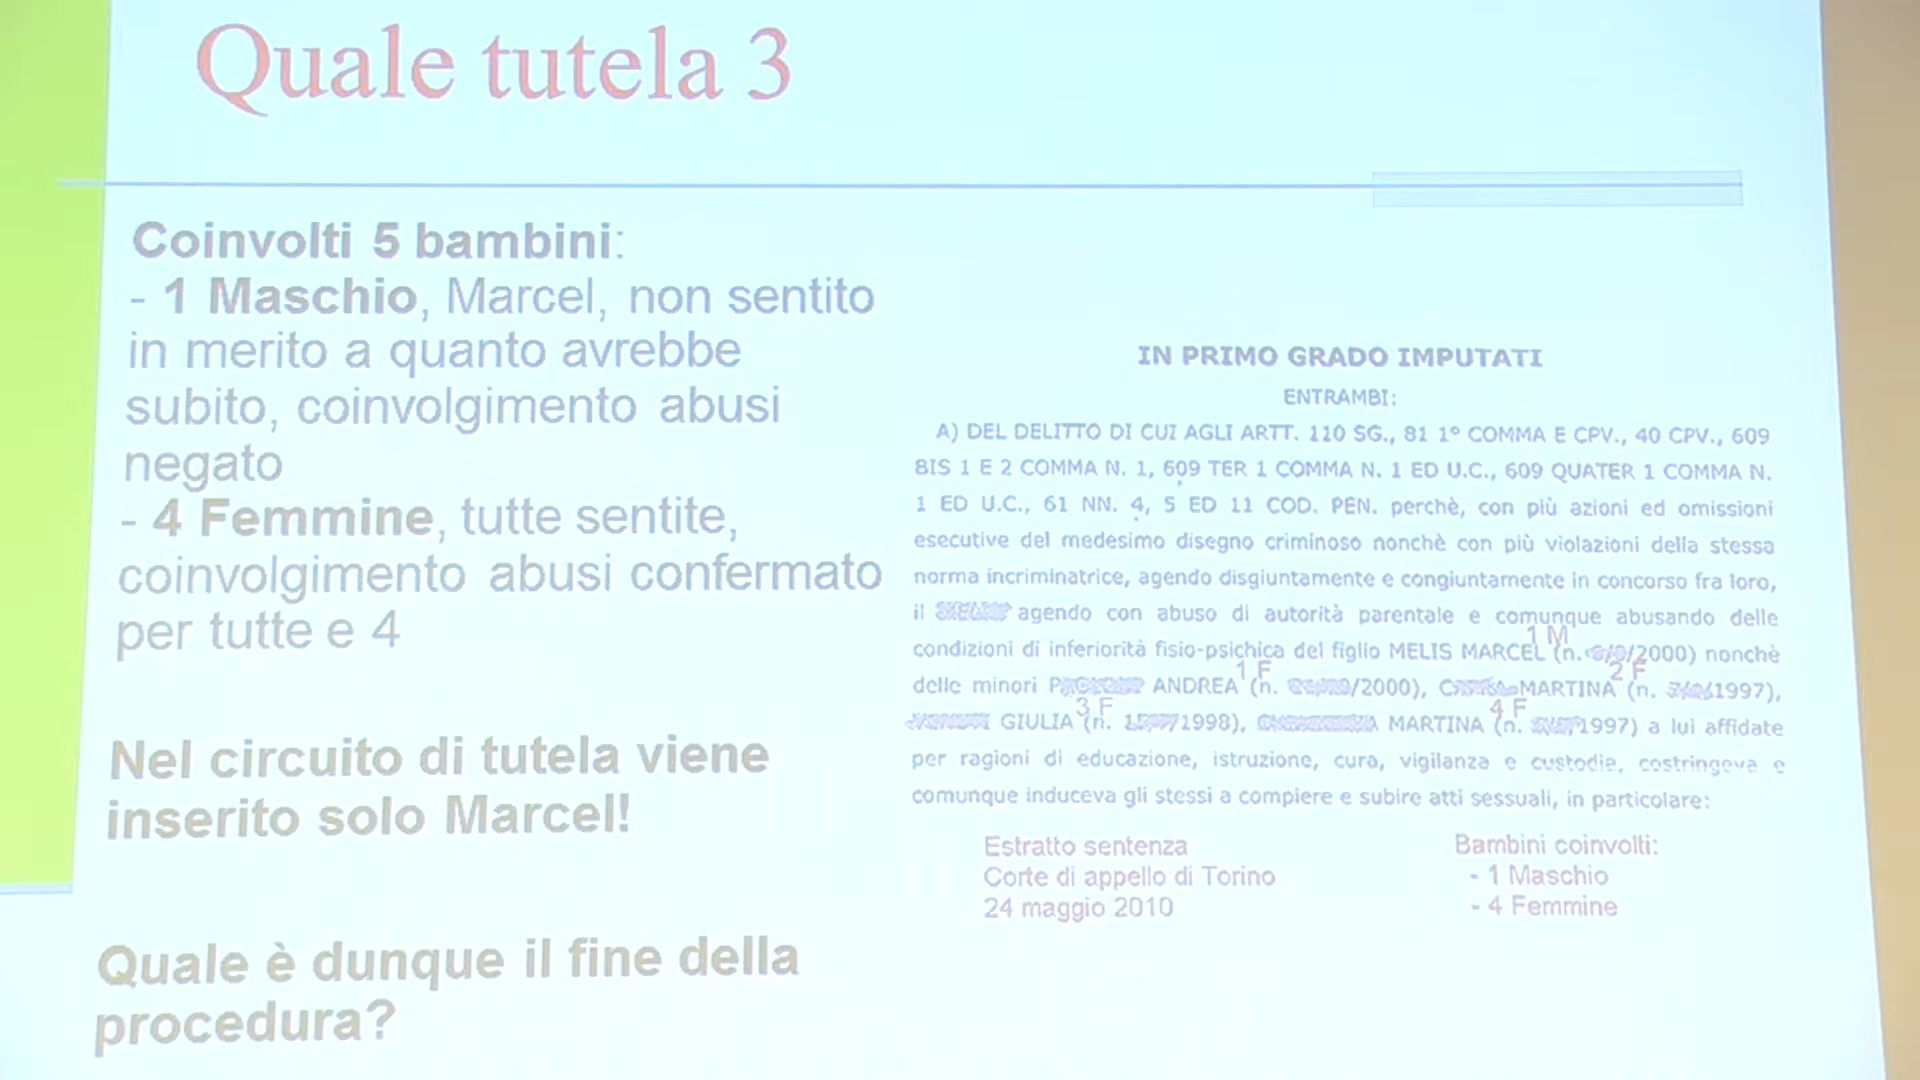 Quale tutela 3
Coinvolti 5 bambini:
- 1 Maschio, Marcel, non sentito
in merito a quanto avrebbe
subito, coinvolgimento abusi
negato
- 4 Femmine, tutte sentite,
coinvolgimento abusi confermato
per tutte e 4
Nel circuito di tutela viene
inserito solo Marcel!
Quale è dunque il fine della
procedura?
IN PRIMO GRADO IMPUTATI
ENTRAMBI:
A) DEL DELITTO DI CUI AGLI ARTT. 110 SG., 81 1° COMMA E CPV., 40 CPV., 609
BIS 1 E 2 COMMA N. 1, 609 TER 1 COMMA N. 1 ED U.C., 609 QUATER 1 COMMA N.
1 ED U.C., 61 NN. 4, 5 ED 11 COD. PEN. perchè, con più azioni ed omissioni
esecutive del medesimo disegno criminoso nonchè con più violazioni della stessa
norma incriminatrice, agendo disgiuntamente e congiuntamente in concorso fra loro,
il agendo con abuso di autorità parentale e comunque abusando delle
1 M
condizioni di inferiorità fisio-psichica del figlio MELIS MARCEL (n. /2000) nonchè
1 F 2 F
delle minori ANDREA (n. /2000), MARTINA (n. 1997),
3 F 4 F
GIULIA (n. 1998), MARTINA (n. 1997) a lui affidate
per ragioni di educazione, istruzione, cura, vigilanza e custodia, costringeva e
comunque induceva gli stessi a compiere e subire atti sessuali, in particolare:
Estratto sentenza
Corte di appello di Torino
24 maggio 2010
Bambini coinvolti:
- 1 Maschio
- 4 Femmine